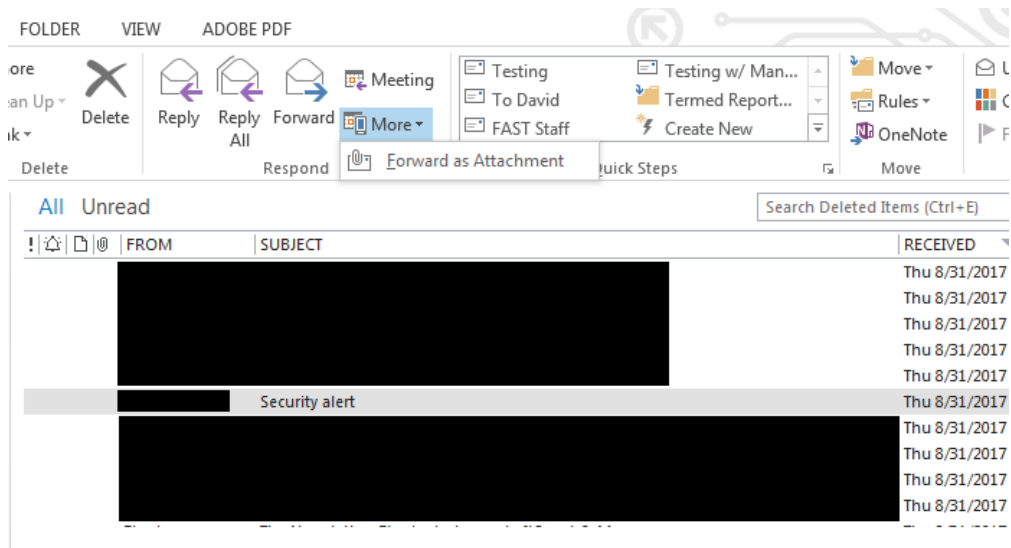 FOLDER VIEW ADOBE PDF
ore Meeting Testing Testing w/ Man... Move
an Up Delete Reply Reply All Forward More To David Termed Report... Rules
k FAST Staff Create New OneNote
Delete Respond Quick Steps Move
Forward as Attachment
All Unread Search Deleted Items (Ctrl+E)
! FROM SUBJECT RECEIVED
Thu 8/31/2017
Thu 8/31/2017
Thu 8/31/2017
Thu 8/31/2017
Thu 8/31/2017
Security alert Thu 8/31/2017
Thu 8/31/2017
Thu 8/31/2017
Thu 8/31/2017
Thu 8/31/2017